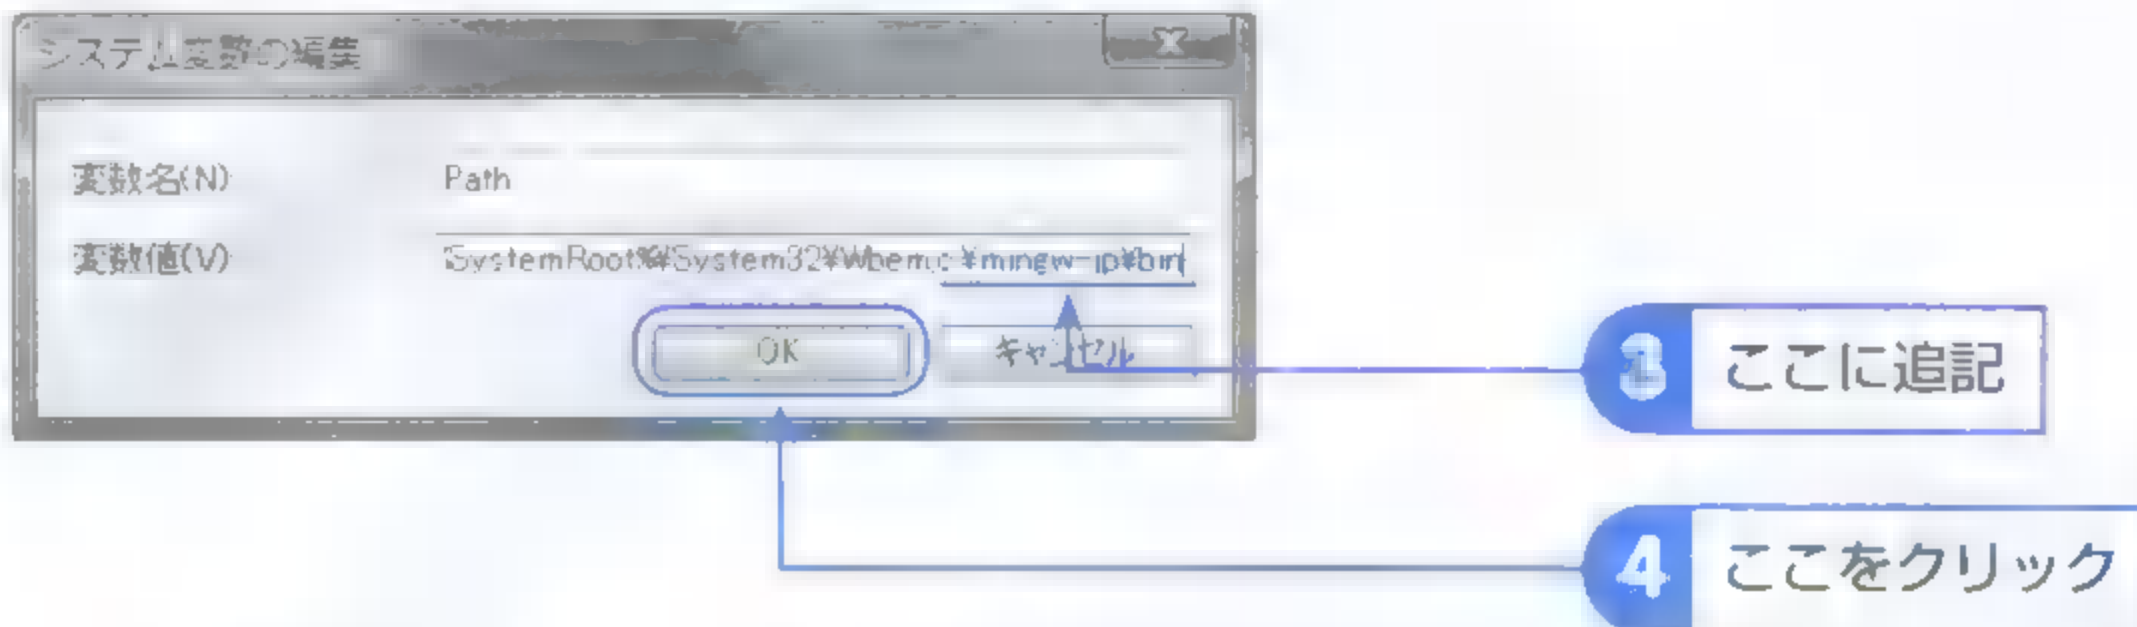 システム変数の編集
変数名(N)
Path
変数値(V)
SystemRoot%¥System32¥Wbem;c:¥mingw-jp¥bin
OK
キャンセル
3 ここに追記
4 ここをクリック